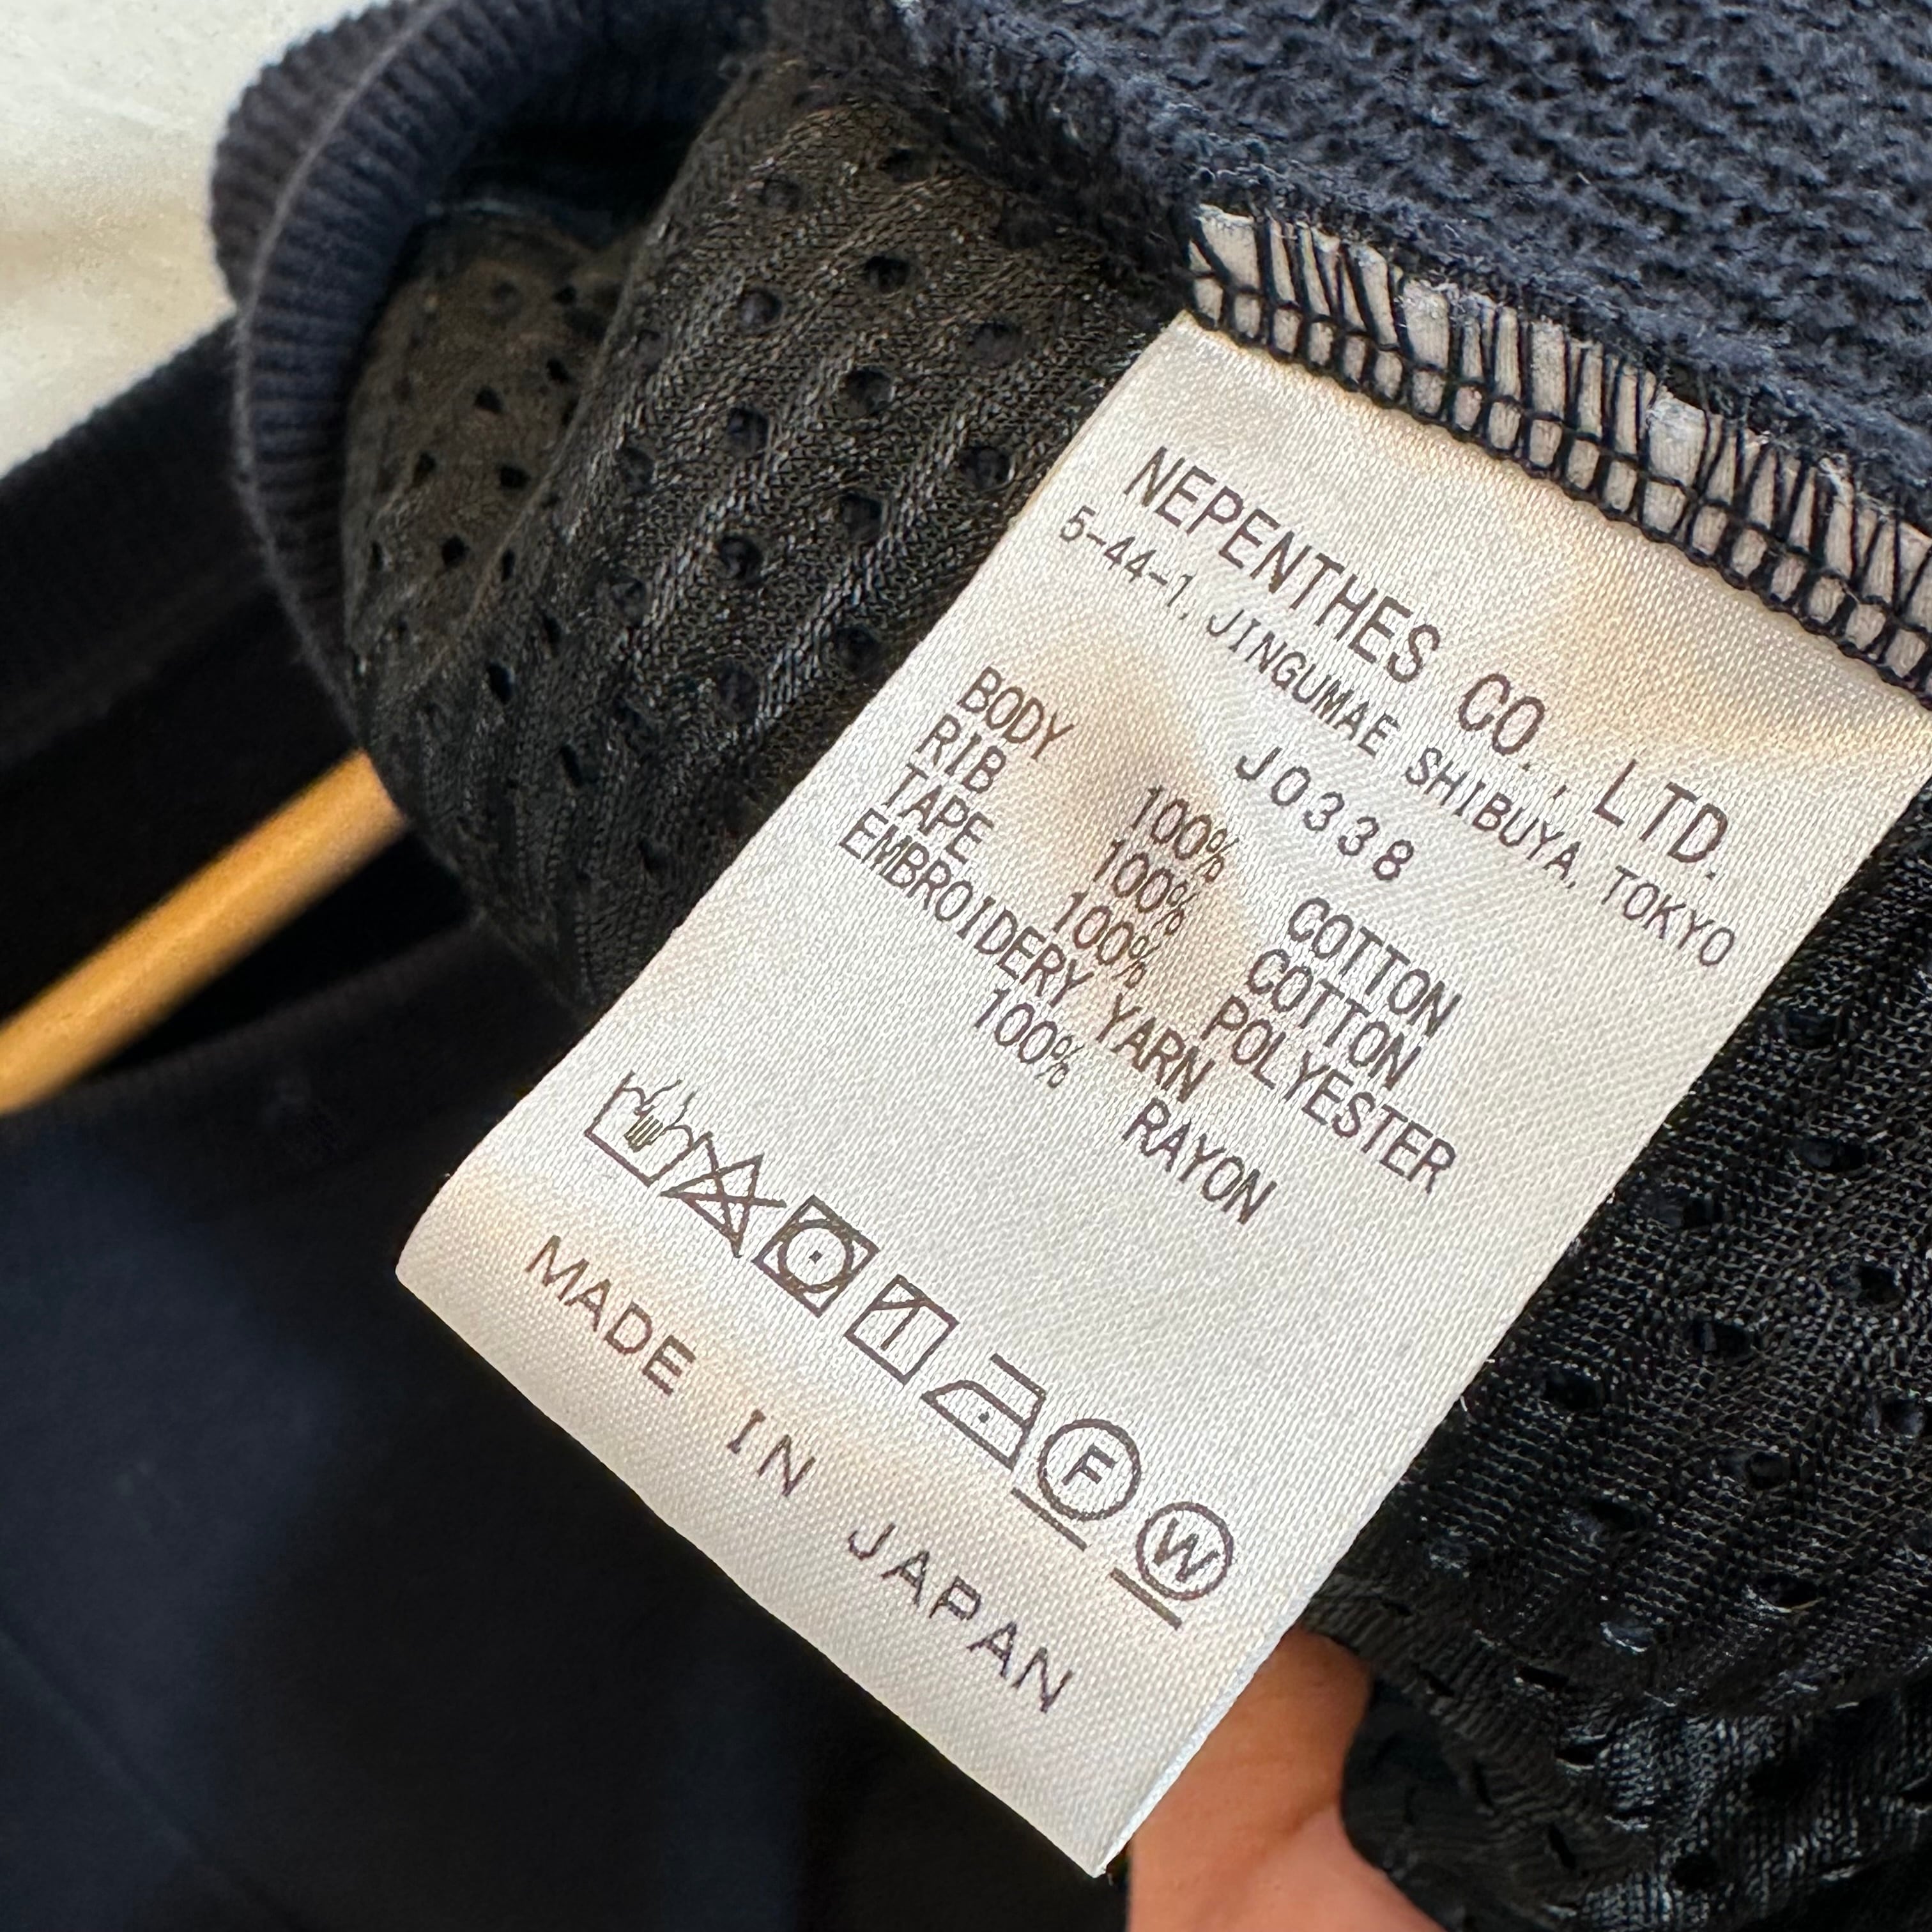 NEPENTHES CO., LTD.
5-44-1, JINGUMAE SHIBUYA, TOKYO
J0338
BODY 100% COTTON
RIB 100% COTTON
TAPE 100% POLYESTER
EMBROIDERY YARN
100% RAYON
F W
MADE IN JAPAN